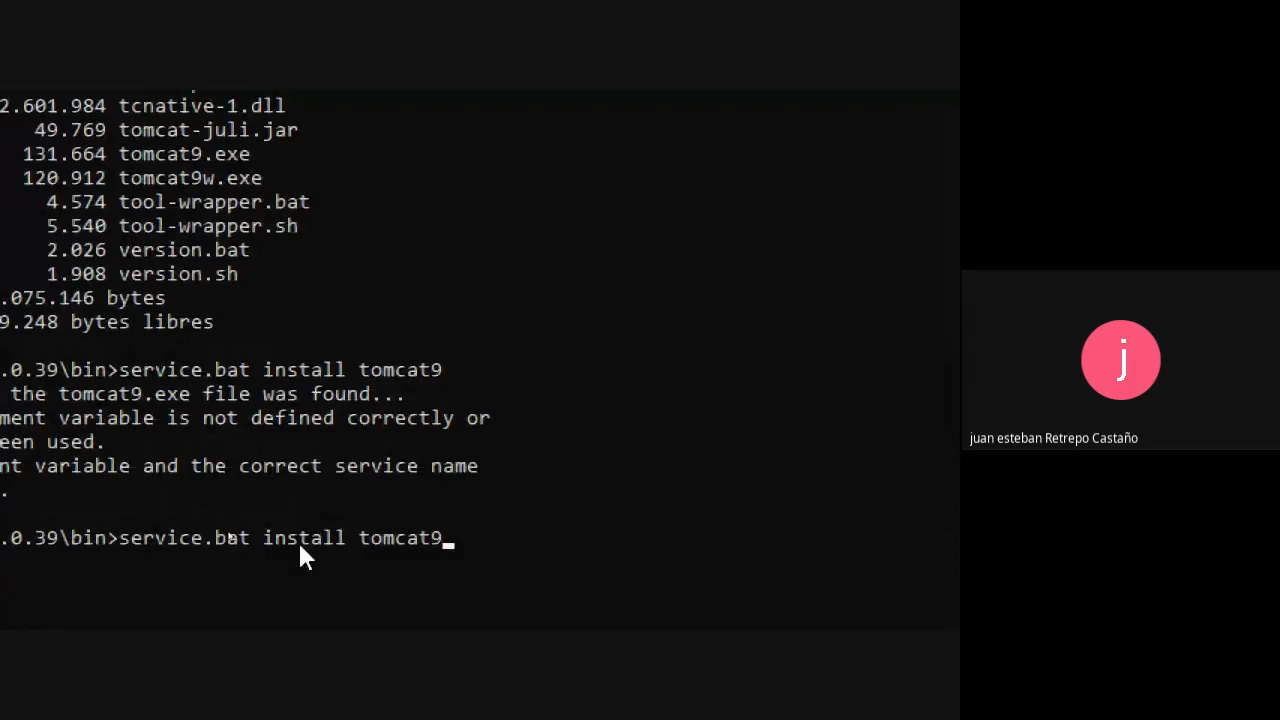 2.601.984 tcnative-1.dll
49.769 tomcat-juli.jar
131.664 tomcat9.exe
120.912 tomcat9w.exe
4.574 tool-wrapper.bat
5.540 tool-wrapper.sh
2.026 version.bat
1.908 version.sh
.075.146 bytes
9.248 bytes libres
.0.39\bin>service.bat install tomcat9
the tomcat9.exe file was found...
ment variable is not defined correctly or
een used.
nt variable and the correct service name
.
.0.39\bin>service.bat install tomcat9_
j
juan esteban Retrepo Castaño